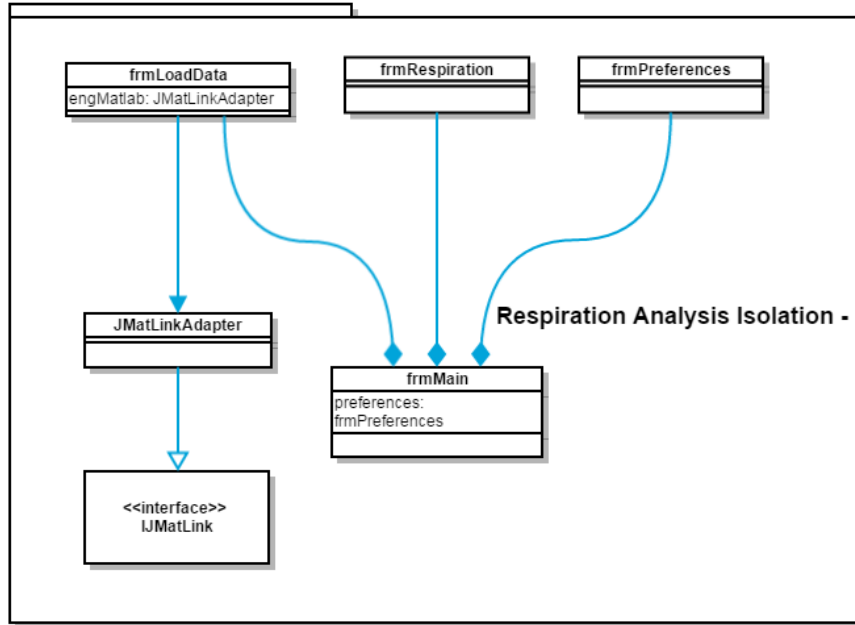 frmLoadData
engMatlab: JMatLinkAdapter
frmRespiration
frmPreferences
JMatLinkAdapter
Respiration Analysis Isolation -
frmMain
preferences:
frmPreferences
<<interface>>
IJMatLink